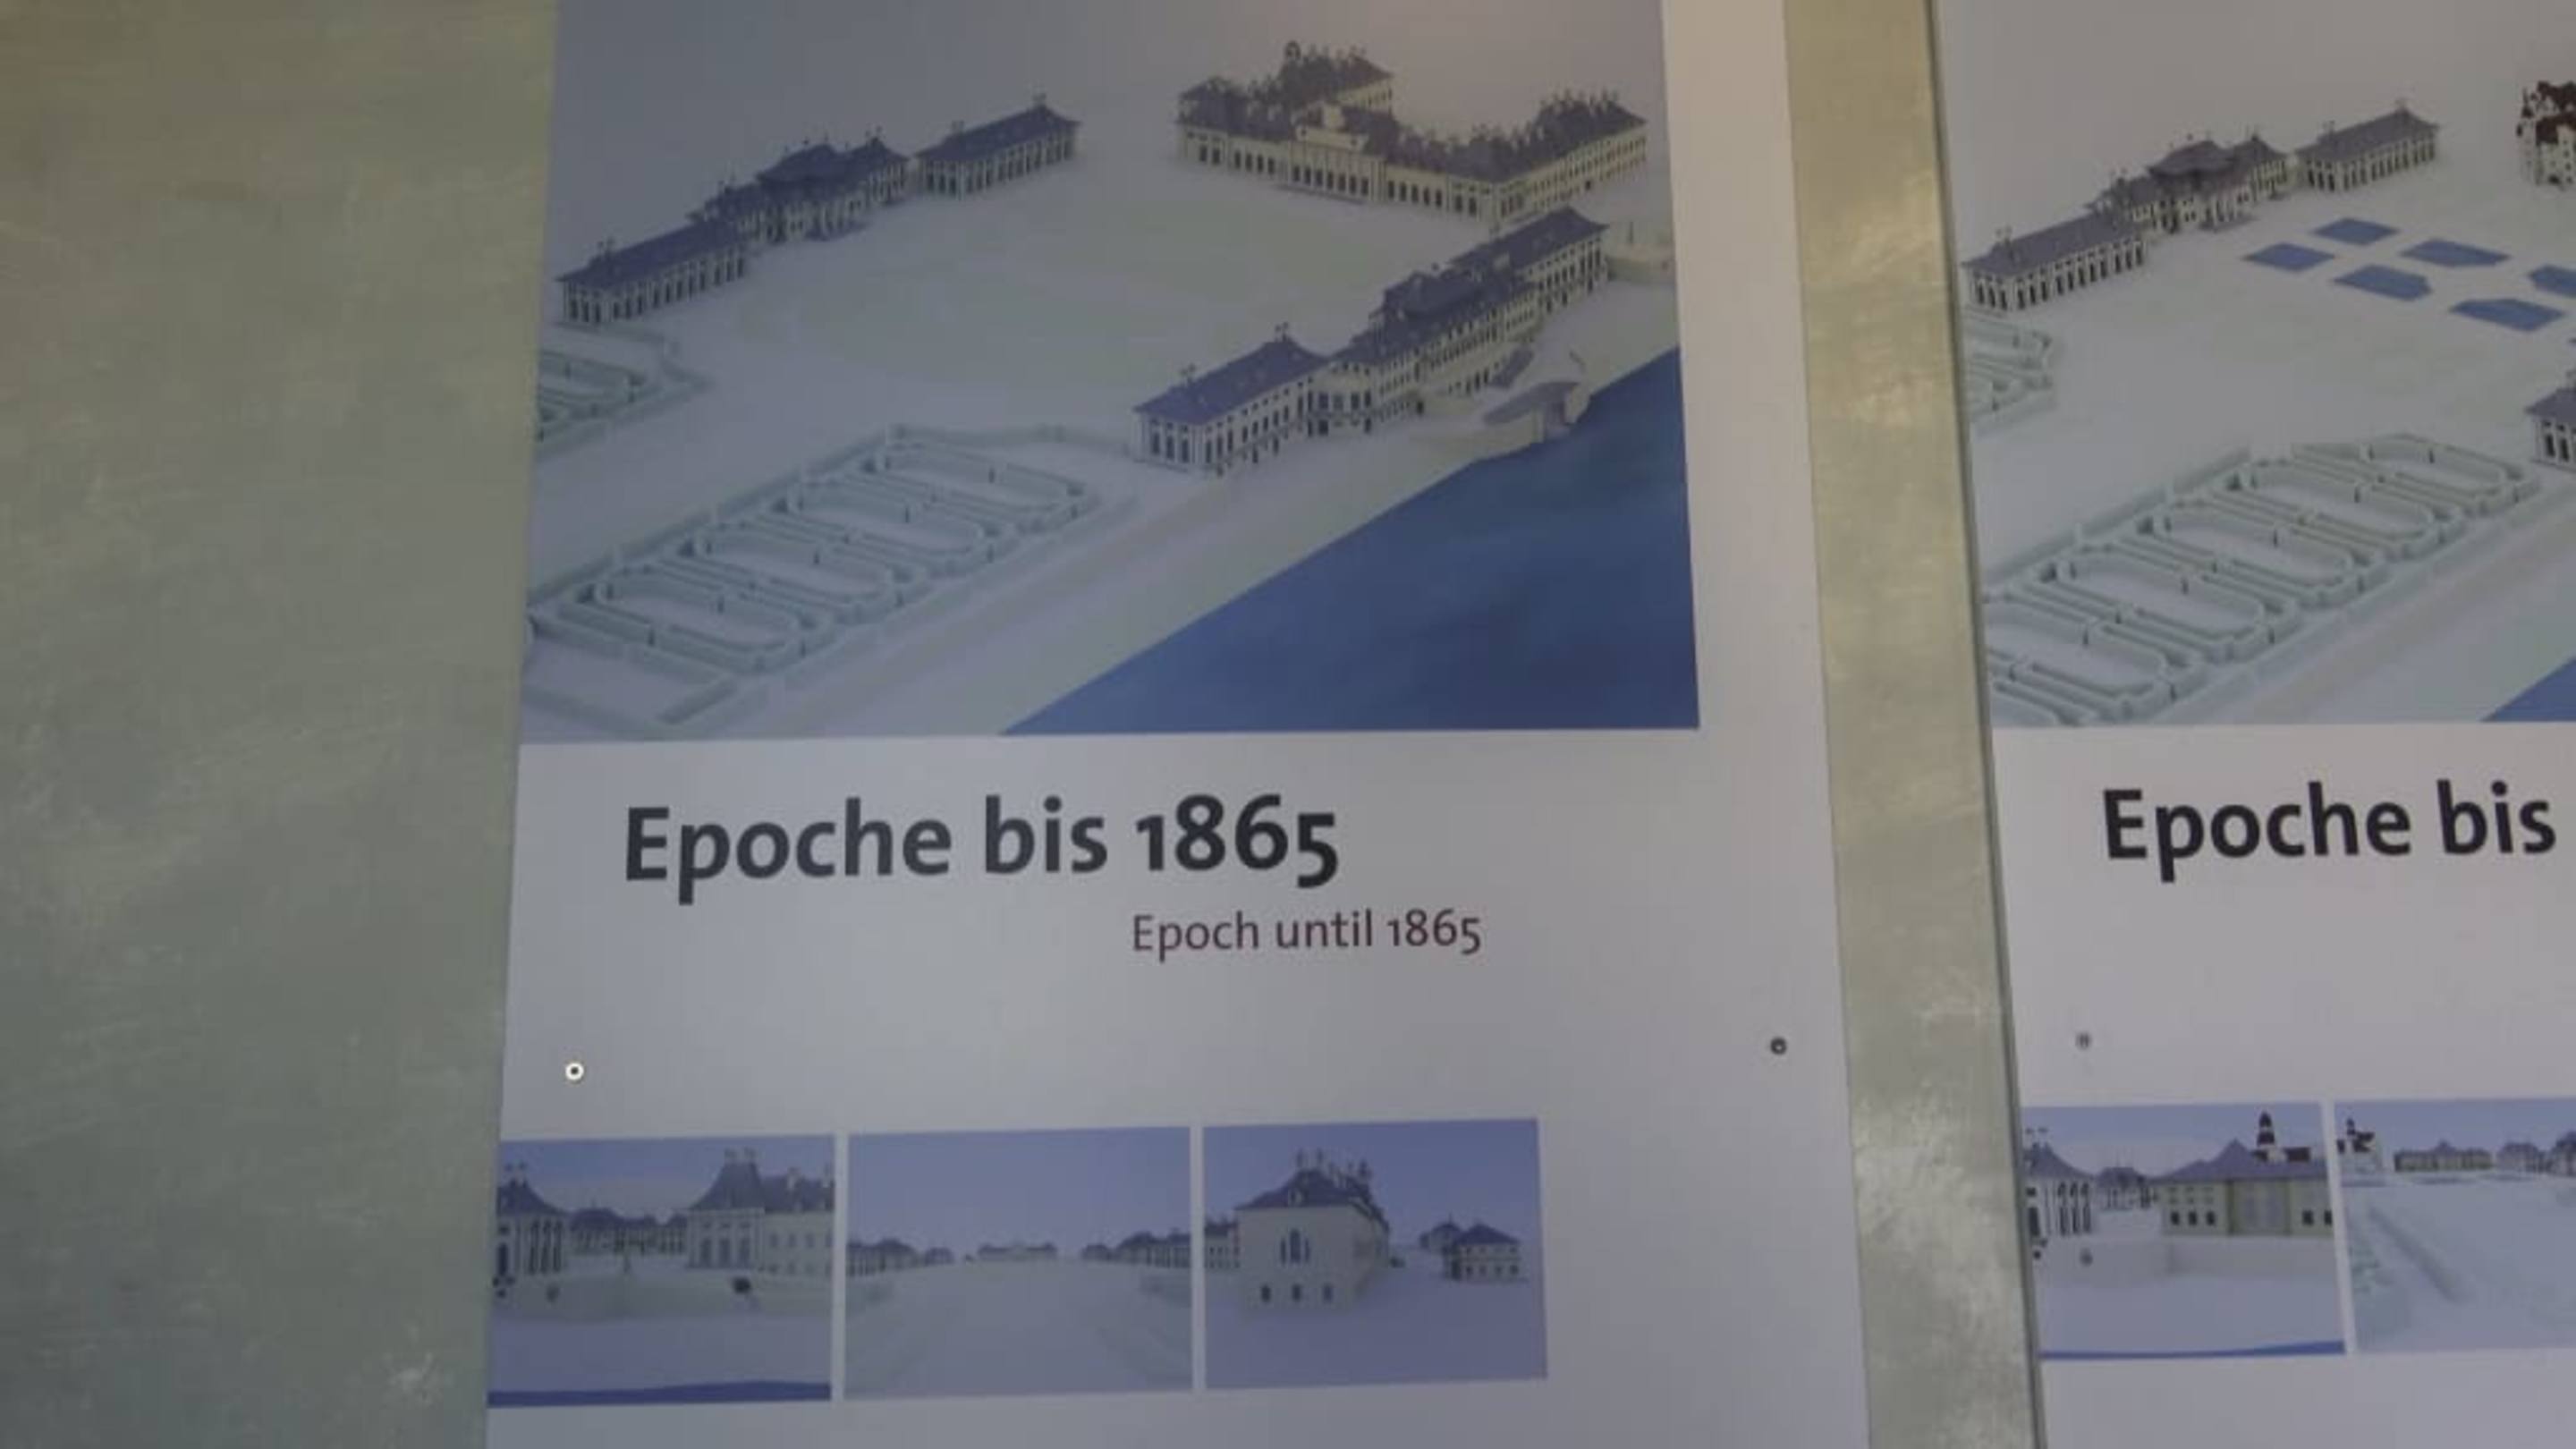 Epoche bis 1865
Epoch until 1865
Epoche bis